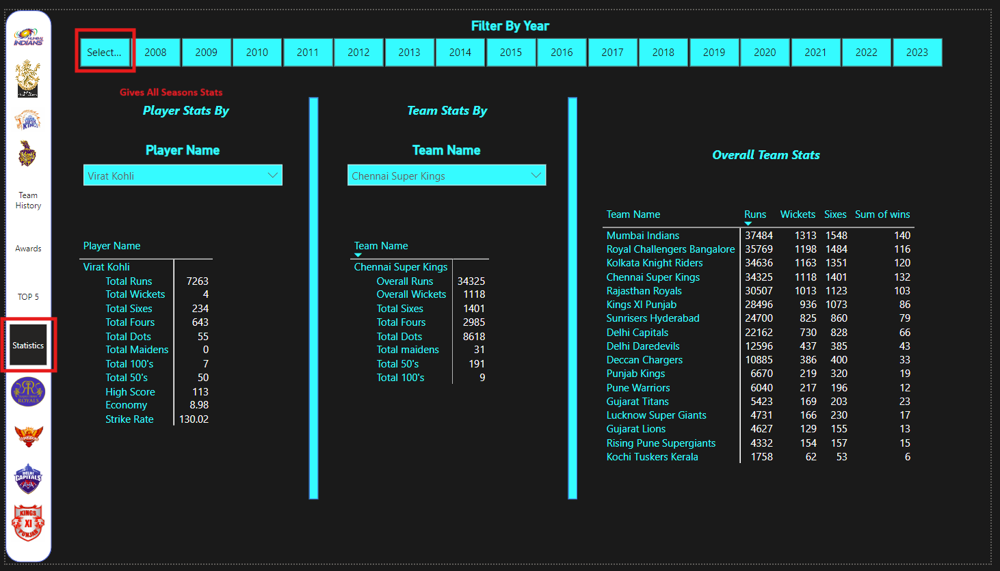 MUMBAI
INDIANS
SUPER
KINGS
Team
History
Awards
TOP 5
Statistics
RAJASTHAN
ROYALS
DELHI
CAPITALS
KINGS
XI
PUNJAB
Filter By Year
Select... 2008 2009 2010 2011 2012 2013 2014 2015 2016 2017 2018 2019 2020 2021 2022 2023
Gives All Seasons Stats
Player Stats By
Player Name
Virat Kohli
Player Name
Virat Kohli
Total Runs 7263
Total Wickets 4
Total Sixes 234
Total Fours 643
Total Dots 55
Total Maidens 0
Total 100's 7
Total 50's 50
High Score 113
Economy 8.98
Strike Rate 130.02
Team Stats By
Team Name
Chennai Super Kings
Team Name
Chennai Super Kings
Overall Runs 34325
Overall Wickets 1118
Total Sixes 1401
Total Fours 2985
Total Dots 8618
Total maidens 31
Total 50's 191
Total 100's 9
Overall Team Stats
Team Name Runs Wickets Sixes Sum of wins
Mumbai Indians 37484 1313 1548 140
Royal Challengers Bangalore 35769 1198 1484 116
Kolkata Knight Riders 34636 1163 1351 120
Chennai Super Kings 34325 1118 1401 132
Rajasthan Royals 30507 1013 1123 103
Kings XI Punjab 28496 936 1073 86
Sunrisers Hyderabad 24700 825 860 79
Delhi Capitals 22162 730 828 66
Delhi Daredevils 12596 437 385 43
Deccan Chargers 10885 386 400 33
Punjab Kings 6670 219 320 19
Pune Warriors 6040 217 196 12
Gujarat Titans 5423 169 203 23
Lucknow Super Giants 4731 166 230 17
Gujarat Lions 4627 129 155 13
Rising Pune Supergiants 4332 154 157 15
Kochi Tuskers Kerala 1758 62 53 6